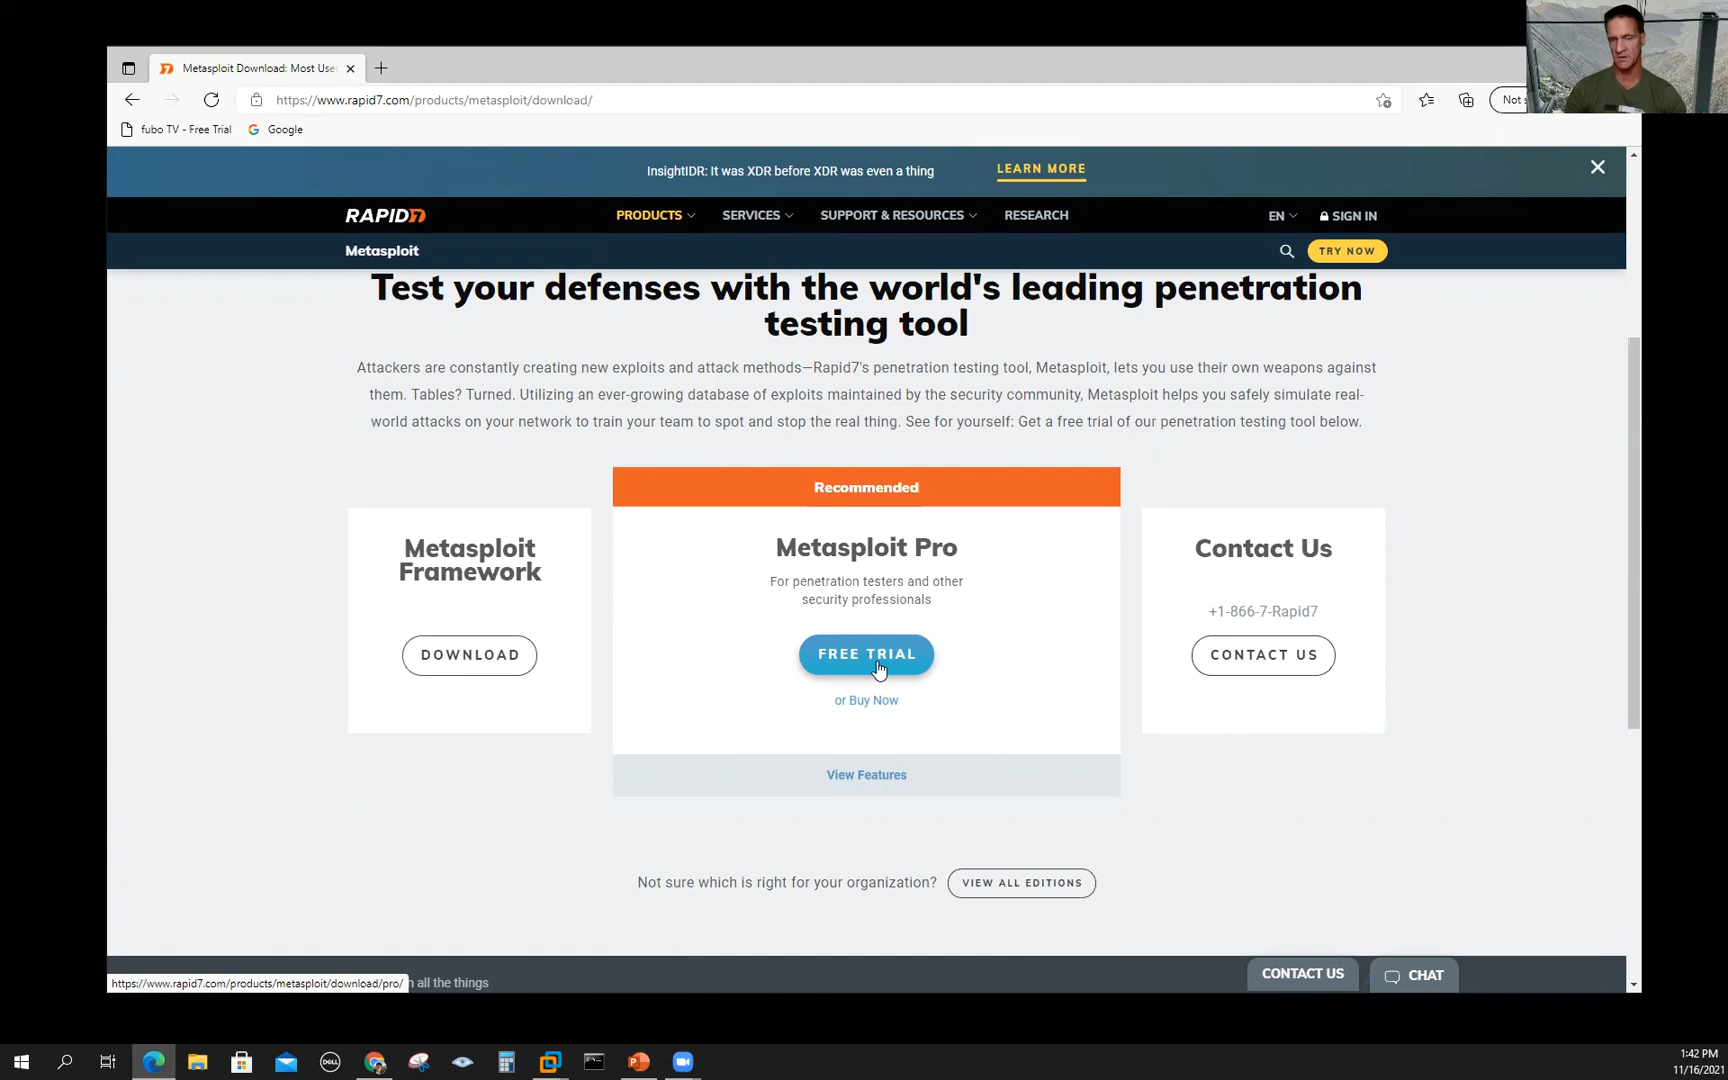 Metasploit Download: Most Use
https://www.rapid7.com/products/metasploit/download/
Not s
fubo TV - Free Trial
Google
InsightIDR: It was XDR before XDR was even a thing
LEARN MORE
RAPID7
PRODUCTS
SERVICES
SUPPORT & RESOURCES
RESEARCH
EN
SIGN IN
Metasploit
TRY NOW
Test your defenses with the world's leading penetration
testing tool
Attackers are constantly creating new exploits and attack methods—Rapid7's penetration testing tool, Metasploit, lets you use their own weapons against
them. Tables? Turned. Utilizing an ever-growing database of exploits maintained by the security community, Metasploit helps you safely simulate real-
world attacks on your network to train your team to spot and stop the real thing. See for yourself: Get a free trial of our penetration testing tool below.
Metasploit
Framework
DOWNLOAD
Recommended
Metasploit Pro
For penetration testers and other
security professionals
FREE TRIAL
or Buy Now
View Features
Contact Us
+1-866-7-Rapid7
CONTACT US
Not sure which is right for your organization?
VIEW ALL EDITIONS
https://www.rapid7.com/products/metasploit/download/pro/
all the things
CONTACT US
CHAT
DELL
1:42 PM
11/16/2021